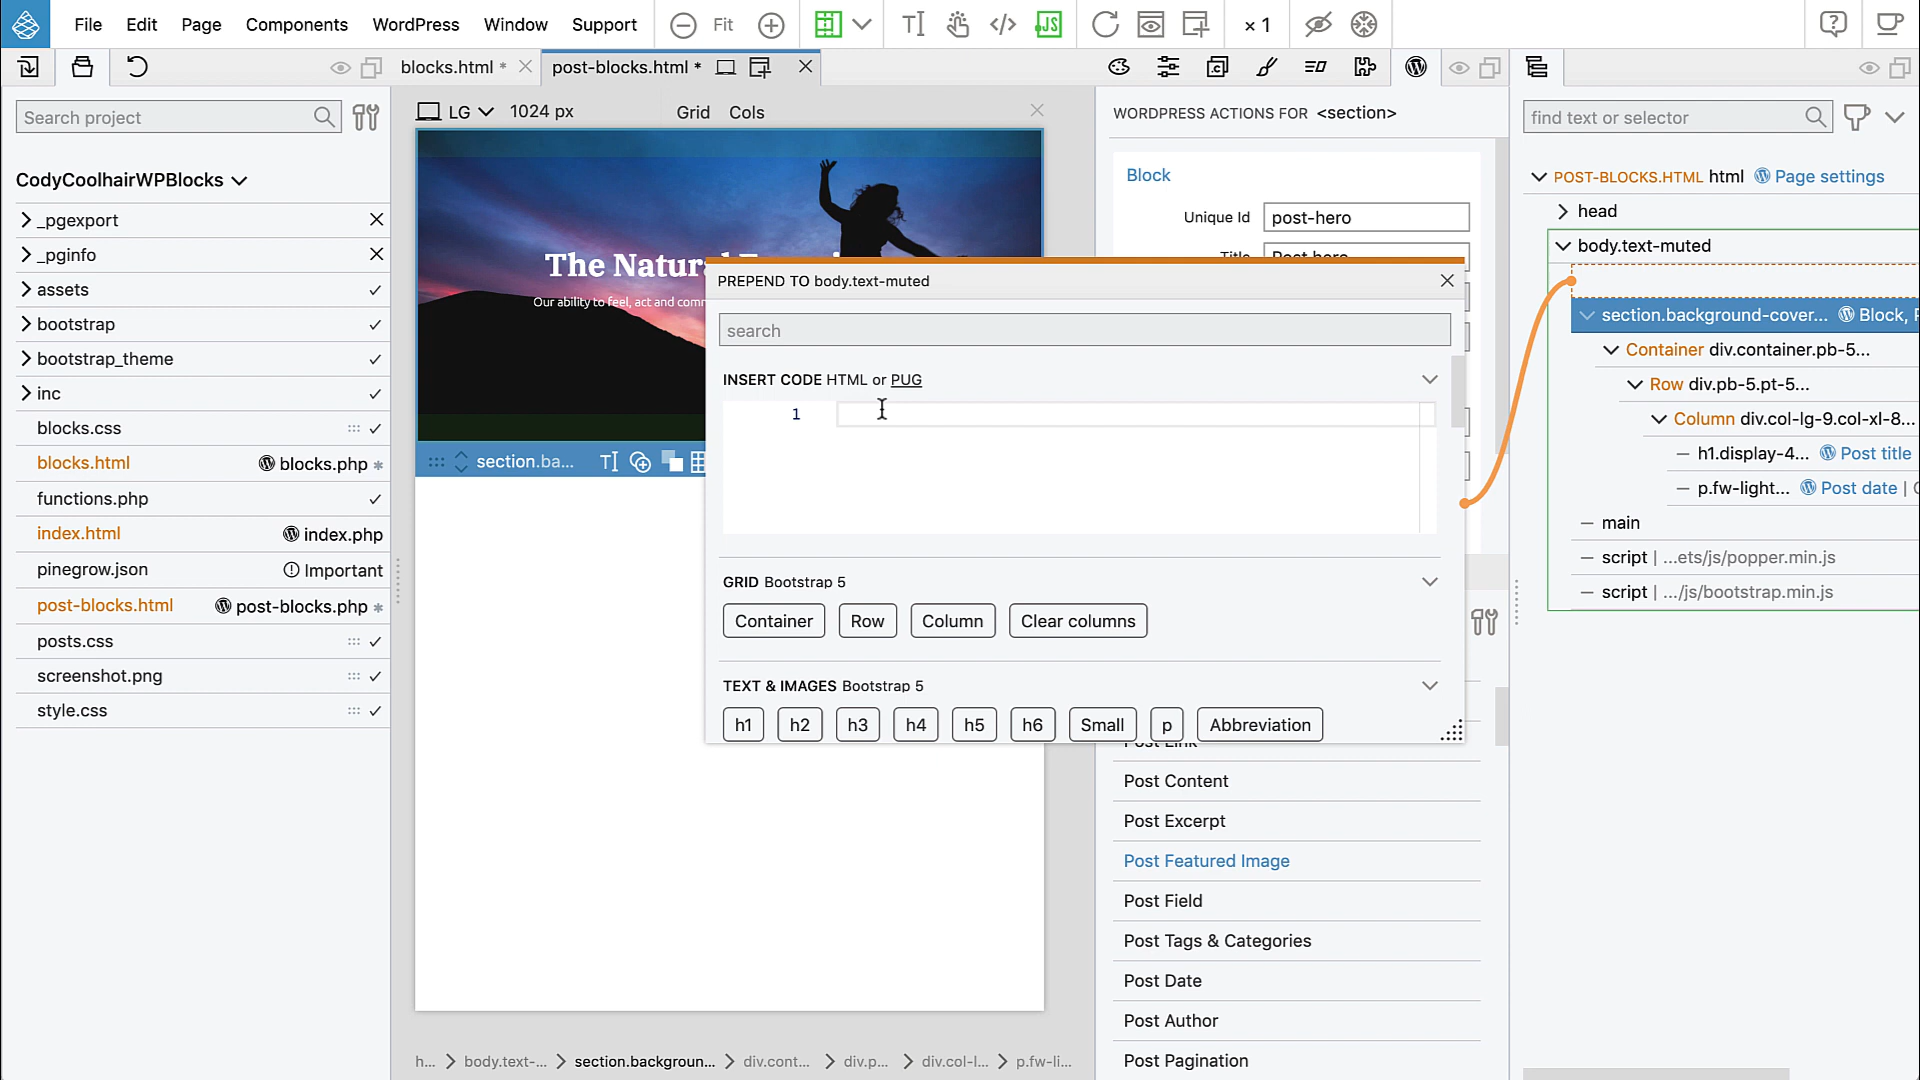 File Edit Page Components WordPress Window Support Fit TI JS × 1
blocks.html * post-blocks.html *
Search project
LG 1024 px Grid Cols
WORDPRESS ACTIONS FOR <section>
find text or selector
CodyCoolhairWPBlocks
_pgexport
_pginfo
assets
bootstrap
bootstrap_theme
inc
blocks.css
blocks.html blocks.php *
functions.php
index.html index.php
pinegrow.json Important
post-blocks.html post-blocks.php *
posts.css
screenshot.png
style.css
The Natural
Our ability to feel, act and
section.ba...
Block
Unique Id post-hero
Title Post hero
PREPEND TO body.text-muted
search
INSERT CODE HTML or PUG
1
GRID Bootstrap 5
Container Row Column Clear columns
TEXT & IMAGES Bootstrap 5
h1 h2 h3 h4 h5 h6 Small p Abbreviation
Post Link
Post Content
Post Excerpt
Post Featured Image
Post Field
Post Tags & Categories
Post Date
Post Author
Post Pagination
POST-BLOCKS.HTML html Page settings
head
body.text-muted
section.background-cover... Block,
Container div.container.pb-5...
Row div.pb-5.pt-5...
Column div.col-lg-9.col-xl-8...
h1.display-4... Post title
p.fw-light... Post date |
main
script | ...ets/js/popper.min.js
script | .../js/bootstrap.min.js
h... body.text-... section.backgroun... div.cont... div.p... div.col-l... p.fw-li...